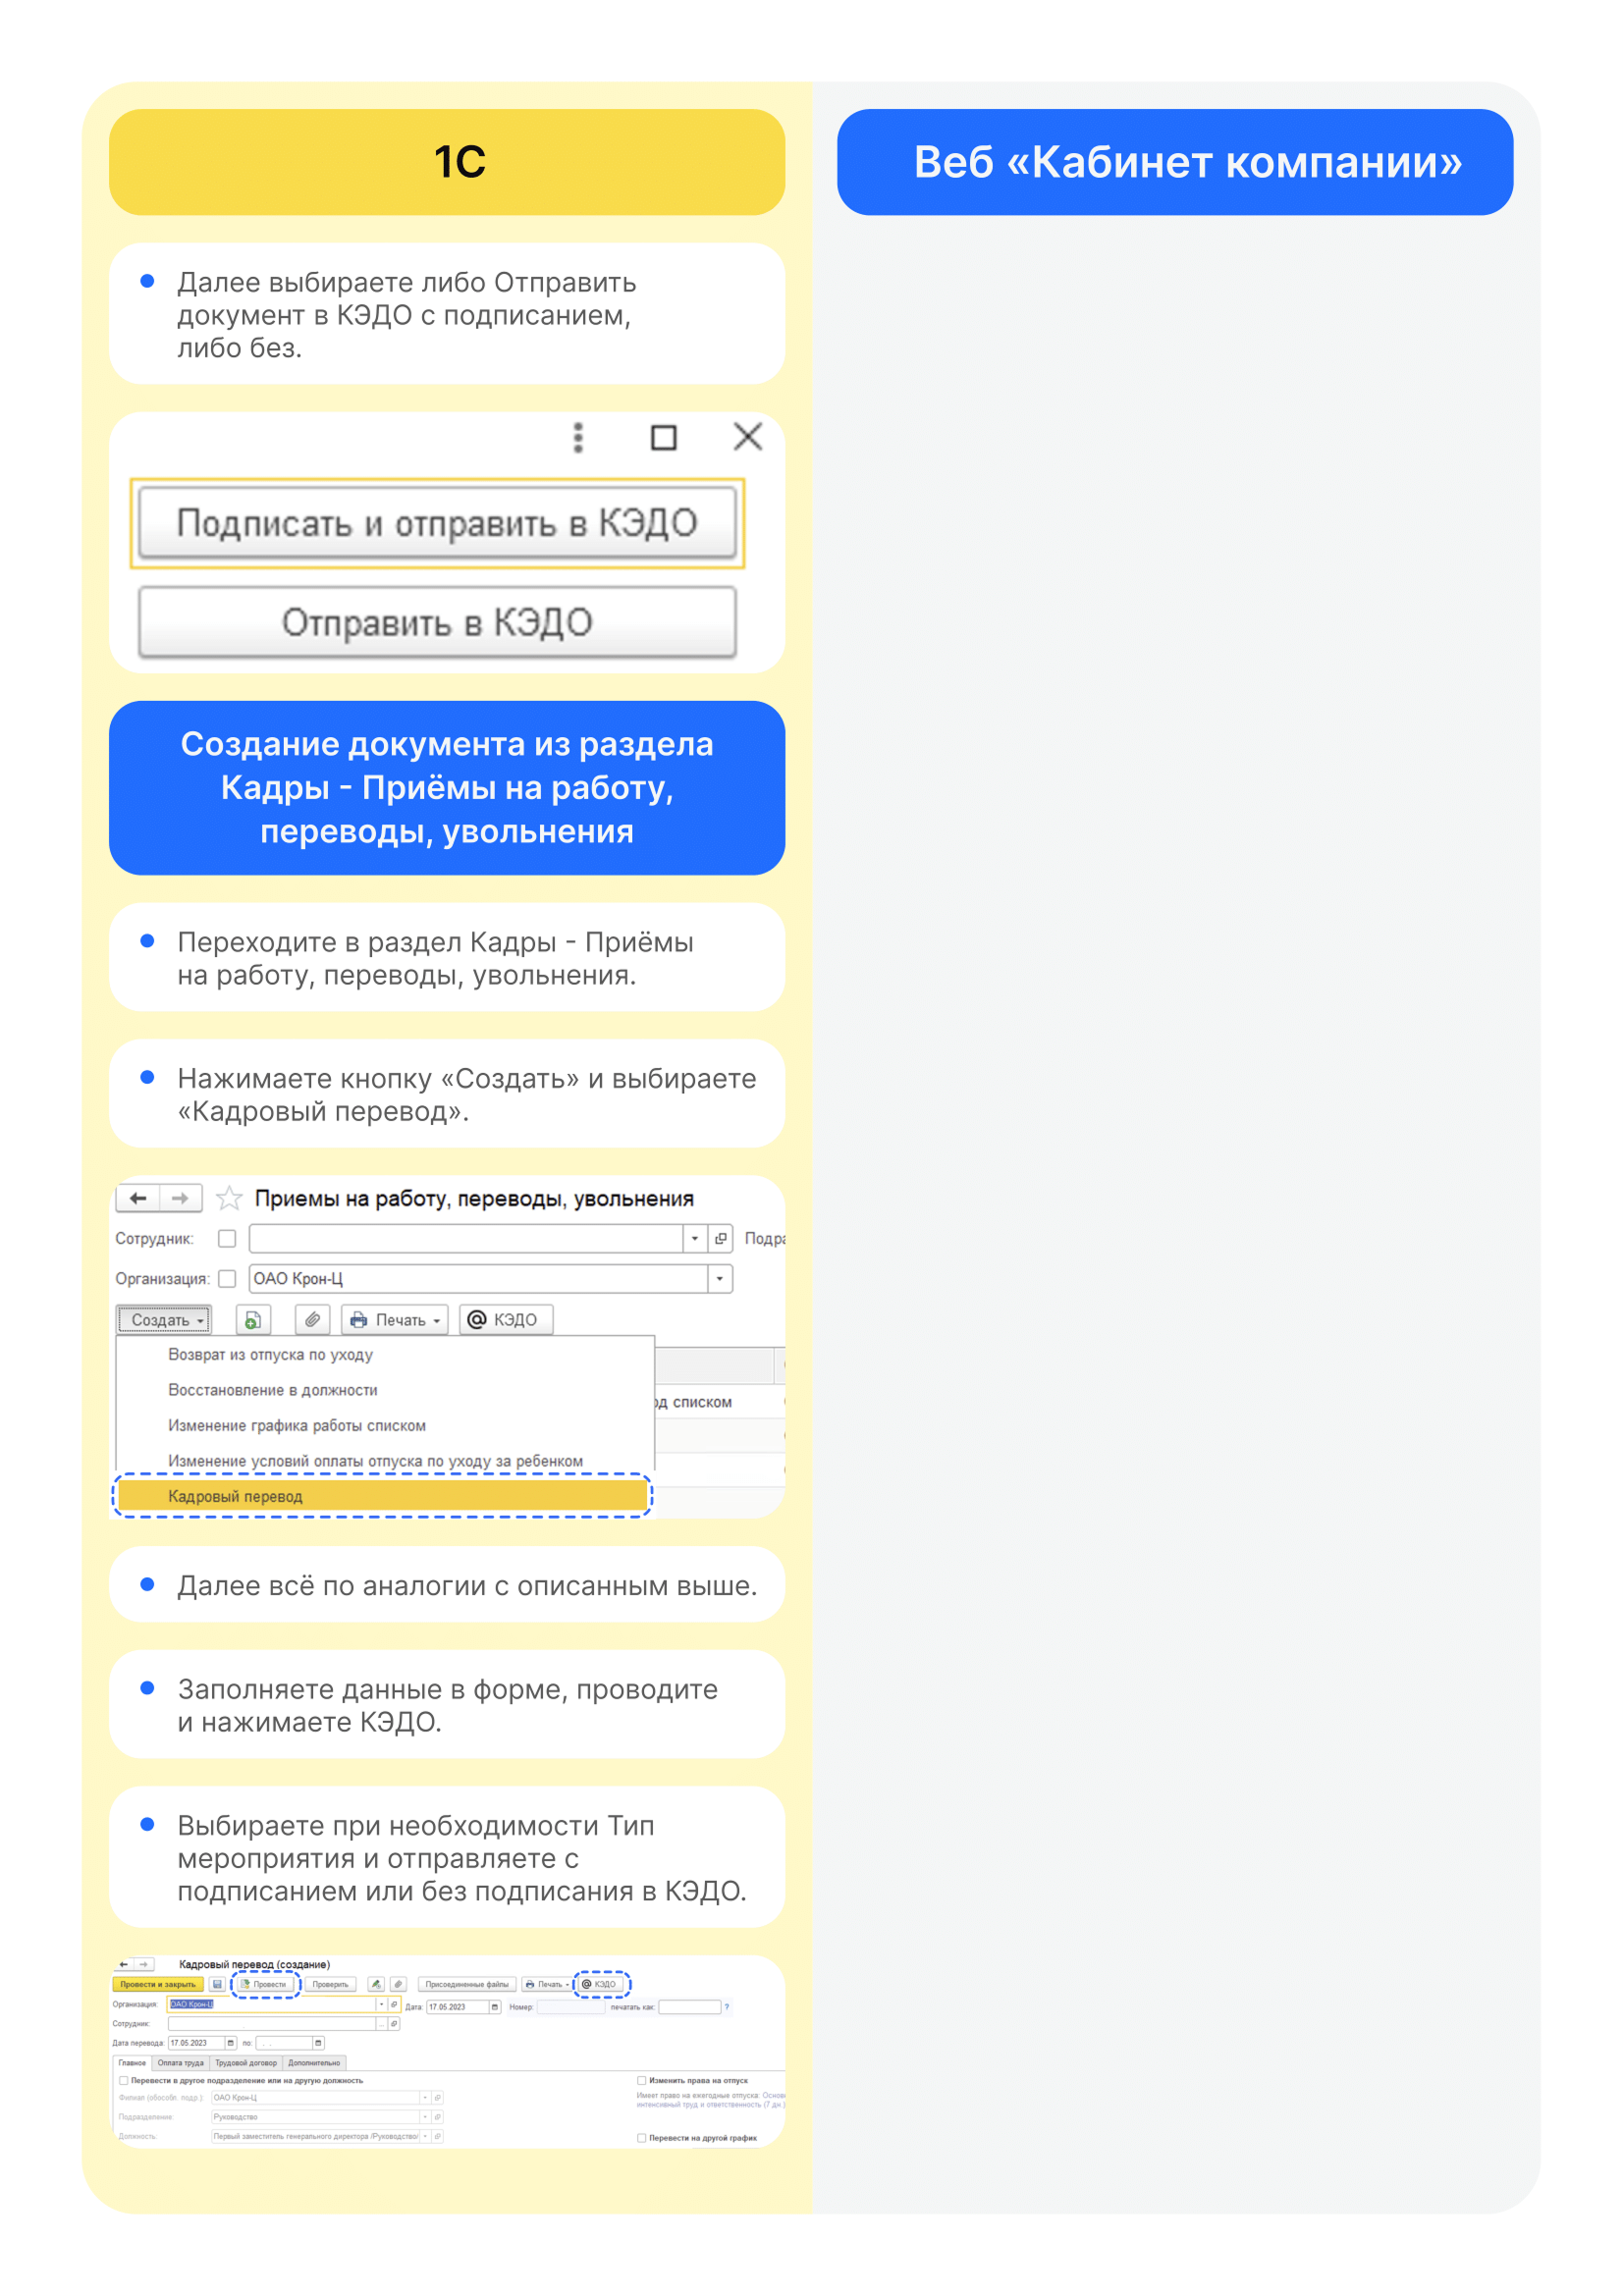 1С
Веб «Кабинет компании»
Далее выбираете либо Отправить
документ в КЭДО с подписанием,
либо без.
Подписать и отправить в КЭДО
Отправить в КЭДО
Создание документа из раздела
Кадры - Приёмы на работу,
переводы, увольнения
Переходите в раздел Кадры - Приёмы
на работу, переводы, увольнения.
Нажимаете кнопку «Создать» и выбираете
«Кадровый перевод».
Приемы на работу, переводы, увольнения
Сотрудник: Подра
Организация: ОАО Крон-Ц
Создать Печать КЭДО
Возврат из отпуска по уходу
Восстановление в должности
од списком
Изменение графика работы списком
Изменение условий оплаты отпуска по уходу за ребенком
Кадровый перевод
Далее всё по аналогии с описанным выше.
Заполняете данные в форме, проводите
и нажимаете КЭДО.
Выбираете при необходимости Тип
мероприятия и отправляете с
подписанием или без подписания в КЭДО.
Кадровый перевод (создание)
Провести и закрыть Провести Проверить Присоединенные файлы Печать КЭДО
Организация: ОАО Крон-Ц Дата: 17.05.2023 Номер: печатать как: ?
Сотрудник:
Дата перевода: 17.05.2023 по: . .
Главное Оплата труда Трудовой договор Дополнительно
Перевести в другое подразделение или на другую должность Изменить права на отпуск
Филиал (обособл. подр.): ОАО Крон-Ц Имеет право на ежегодные отпуска: Основн
интенсивный труд и ответственность (7 дн.)
Подразделение: Руководство
Должность: Первый заместитель генерального директора /Руководство/ Перевести на другой график